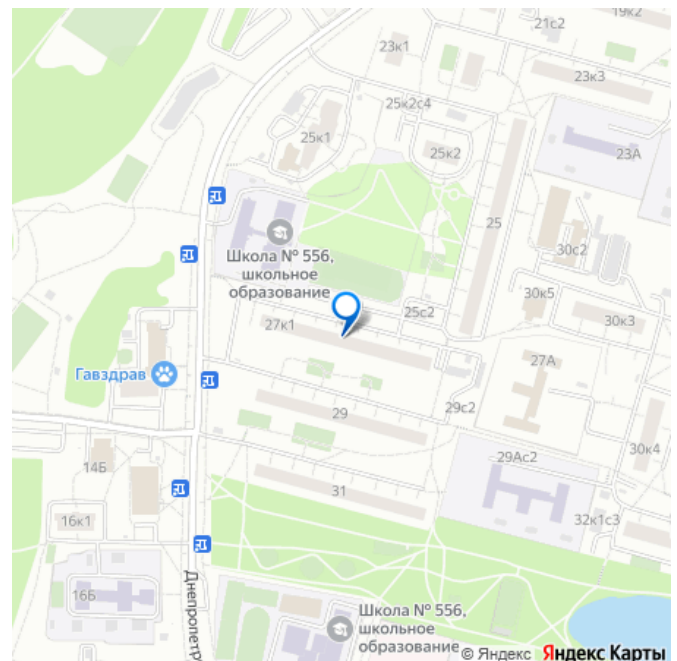 19к2
21с2
23к1
23к3
25к2с4
25к1
25к2
23А
25
Школа № 556,
школьное
образование
30с2
30к5
25с2
27к1
30к3
27А
Гавздрав
29
29с2
30к4
14Б
29Ас2
31
16к1
32к1с3
16Б
Днепропетр
Школа № 556,
школьное
образование
© Яндекс Яндекс Карты